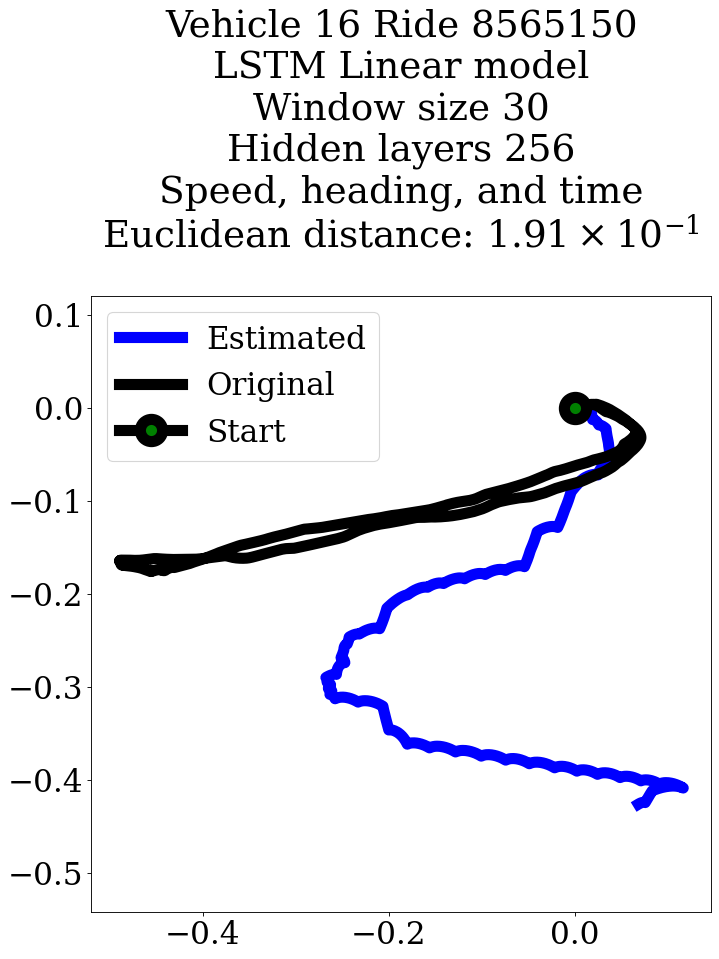 Vehicle 16 Ride 8565150
LSTM Linear model
Window size 30
Hidden layers 256
Speed, heading, and time
Euclidean distance: 1.91 × 10⁻¹
Estimated
Original
Start
0.1
0.0
−0.1
−0.2
−0.3
−0.4
−0.5
−0.4
−0.2
0.0